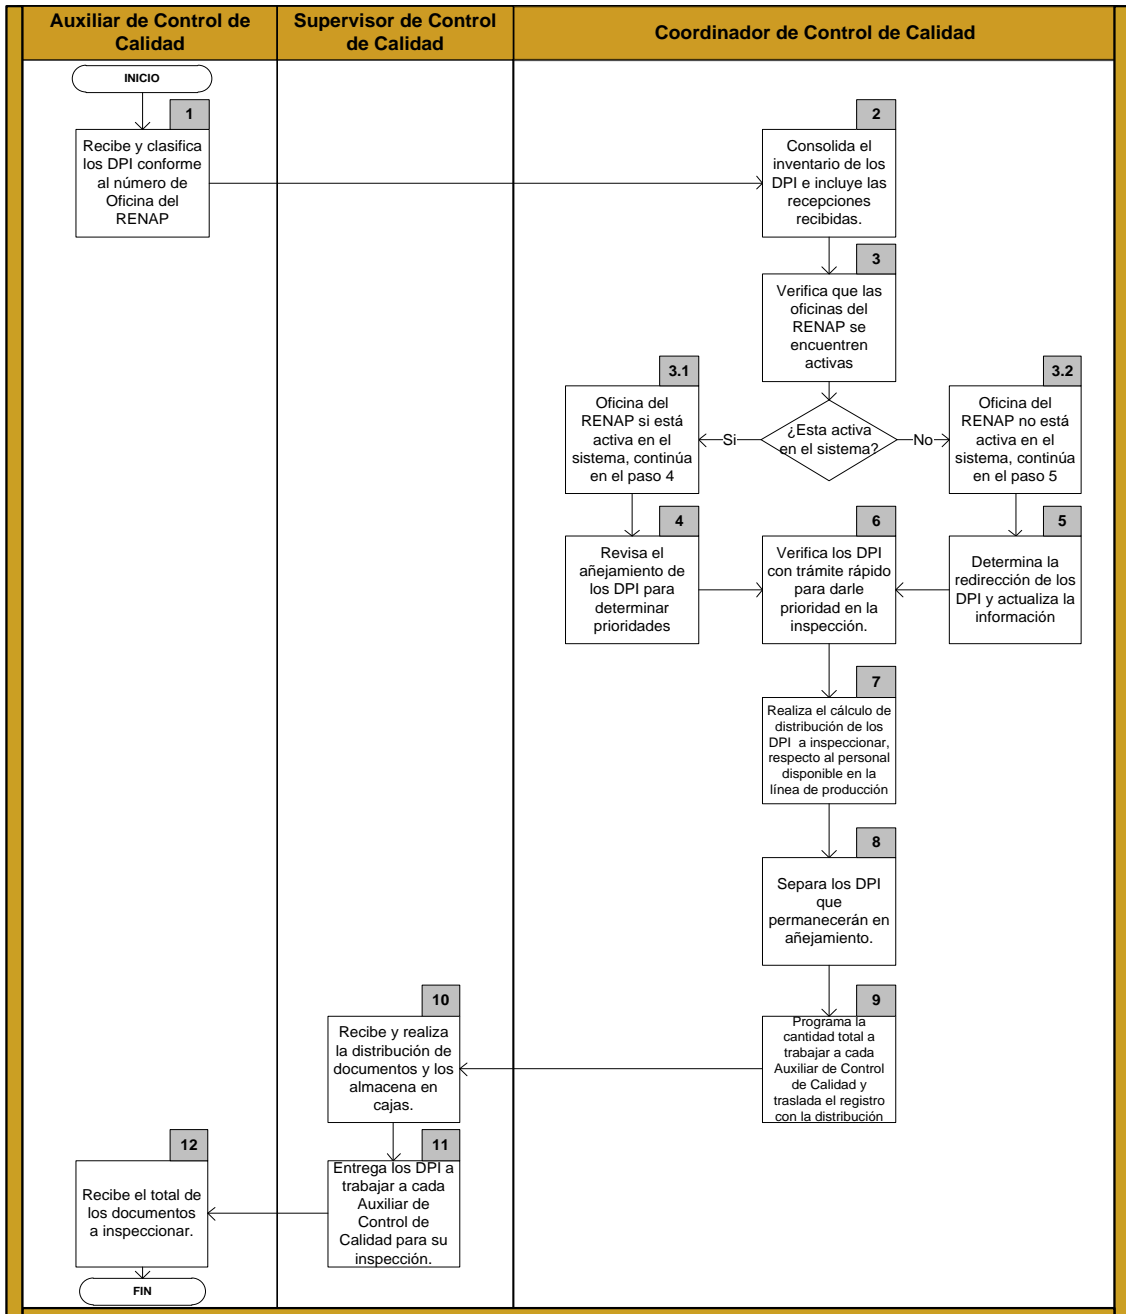 Auxiliar de Control de
Calidad
Supervisor de Control
de Calidad
Coordinador de Control de Calidad
INICIO
1
Recibe y clasifica
los DPI conforme
al número de
Oficina del
RENAP
2
Consolida el
inventario de los
DPI e incluye las
recepciones
recibidas.
3
Verifica que las
oficinas del
RENAP se
encuentren
activas
¿Esta activa
en el sistema?
Si
No
3.1
Oficina del
RENAP si está
activa en el
sistema, continúa
en el paso 4
3.2
Oficina del
RENAP no está
activa en el
sistema, continúa
en el paso 5
4
Revisa el
añejamiento de
los DPI para
determinar
prioridades
6
Verifica los DPI
con trámite rápido
para darle
prioridad en la
inspección.
5
Determina la
redirección de los
DPI y actualiza la
información
7
Realiza el cálculo de
distribución de los
DPI a inspeccionar,
respecto al personal
disponible en la
línea de producción
8
Separa los DPI
que
permanecerán en
añejamiento.
9
Programa la
cantidad total a
trabajar a cada
Auxiliar de Control
de Calidad y
traslada el registro
con la distribución
10
Recibe y realiza
la distribución de
documentos y los
almacena en
cajas.
11
Entrega los DPI a
trabajar a cada
Auxiliar de
Control de
Calidad para su
inspección.
12
Recibe el total de
los documentos
a inspeccionar.
FIN